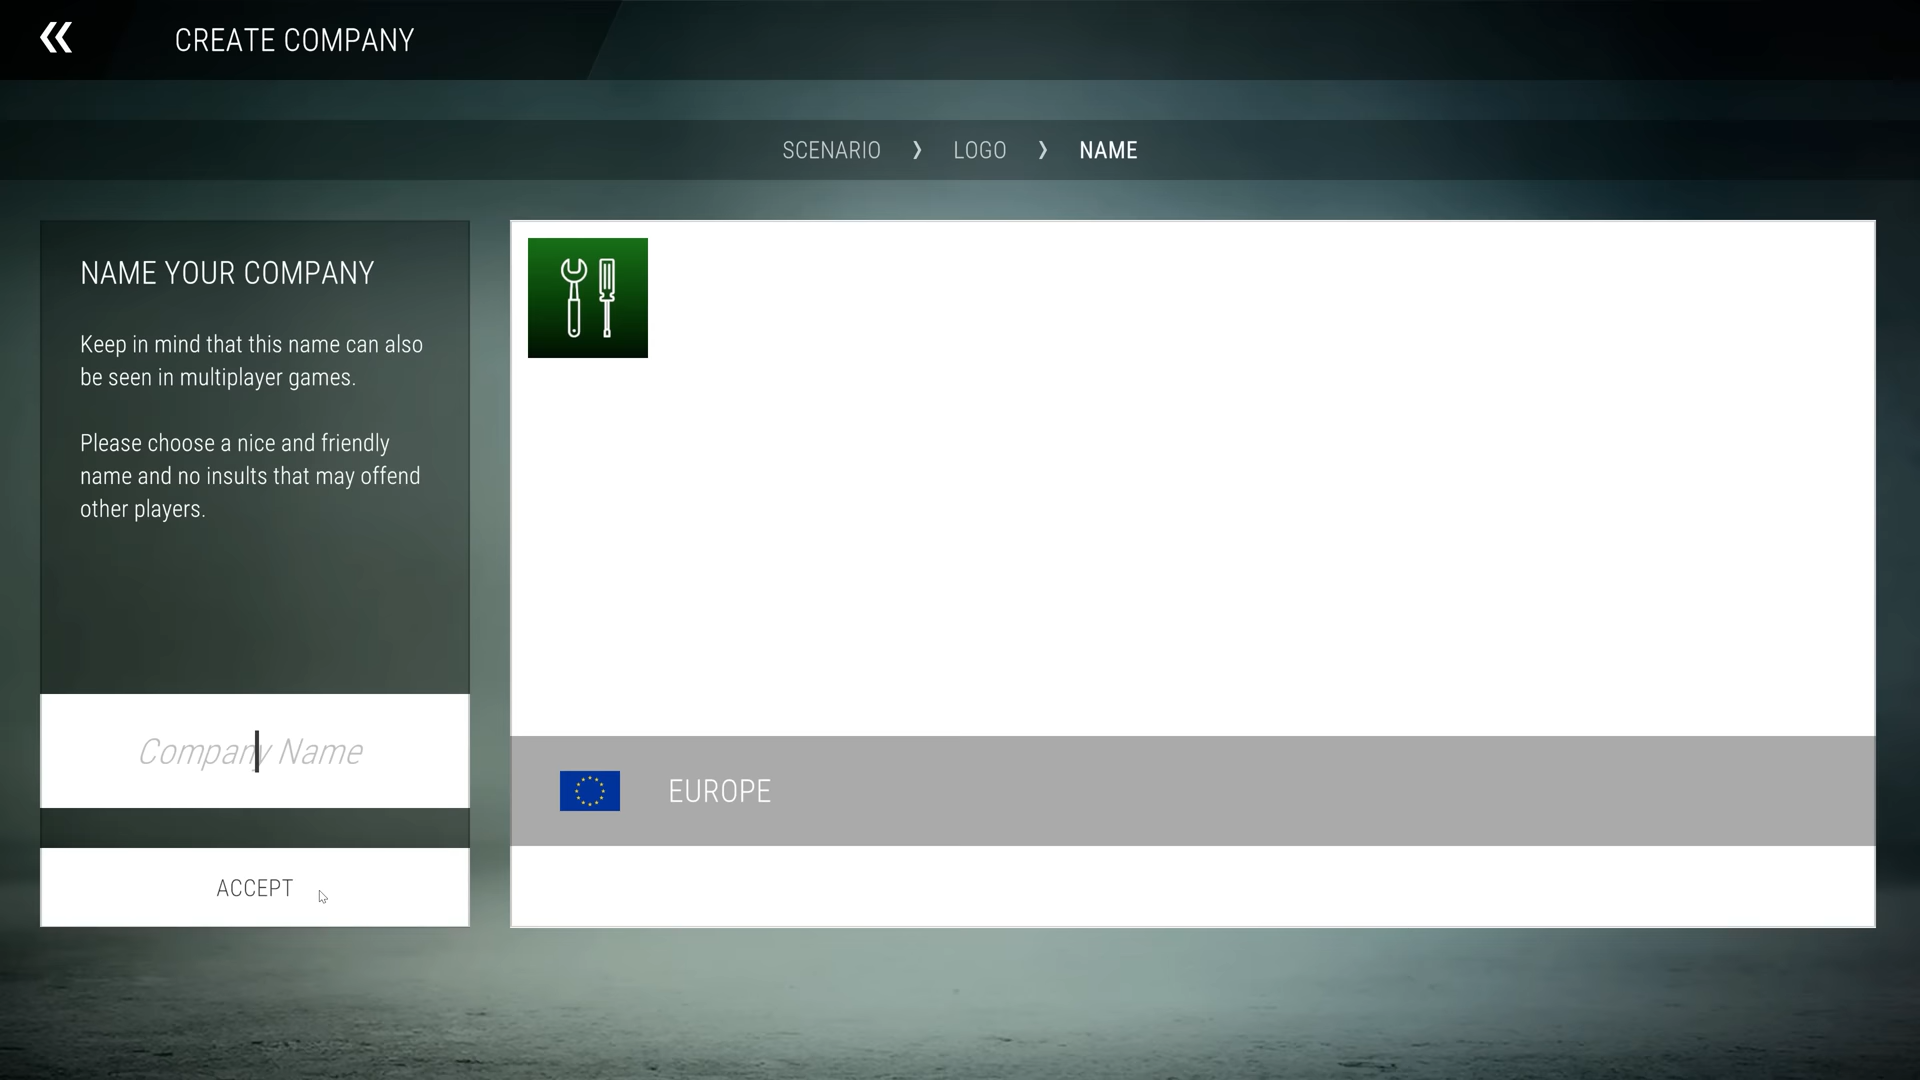 CREATE COMPANY
SCENARIO > LOGO > NAME
NAME YOUR COMPANY
Keep in mind that this name can also
be seen in multiplayer games.
Please choose a nice and friendly
name and no insults that may offend
other players.
Company Name
ACCEPT
EUROPE